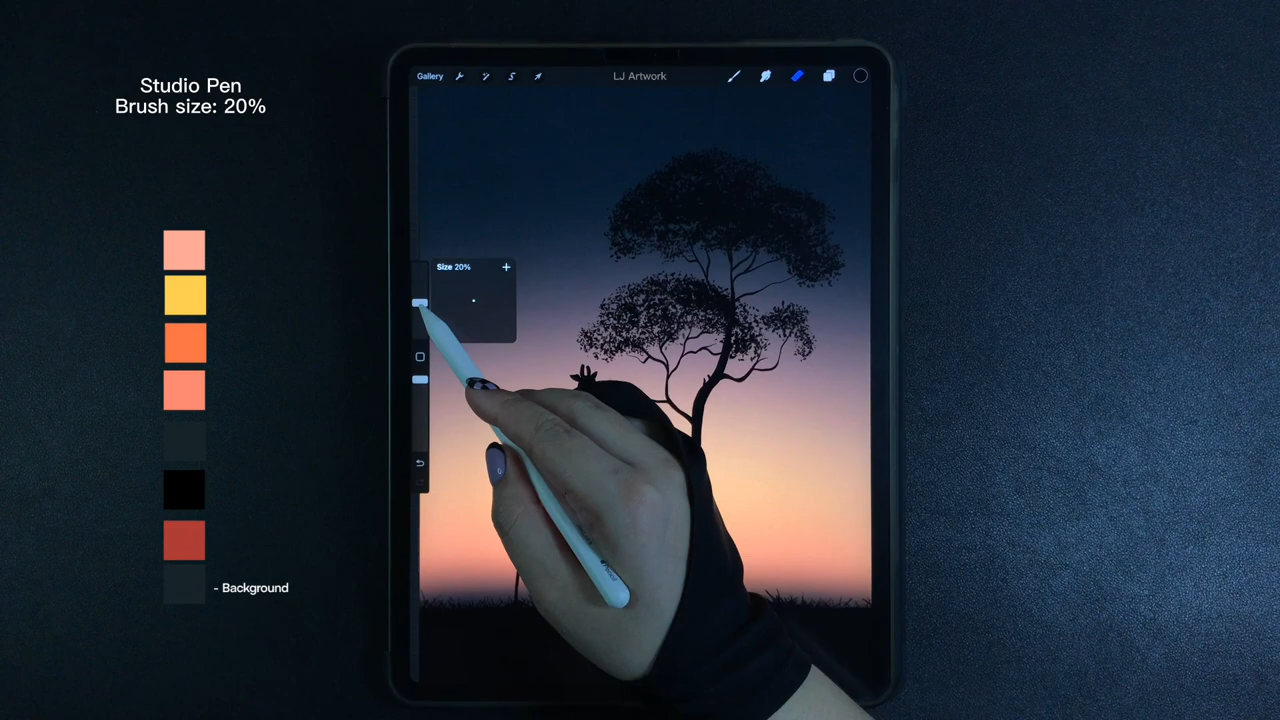 Studio Pen
Brush size: 20%
Gallery
LJ Artwork
Size 20%
- Background